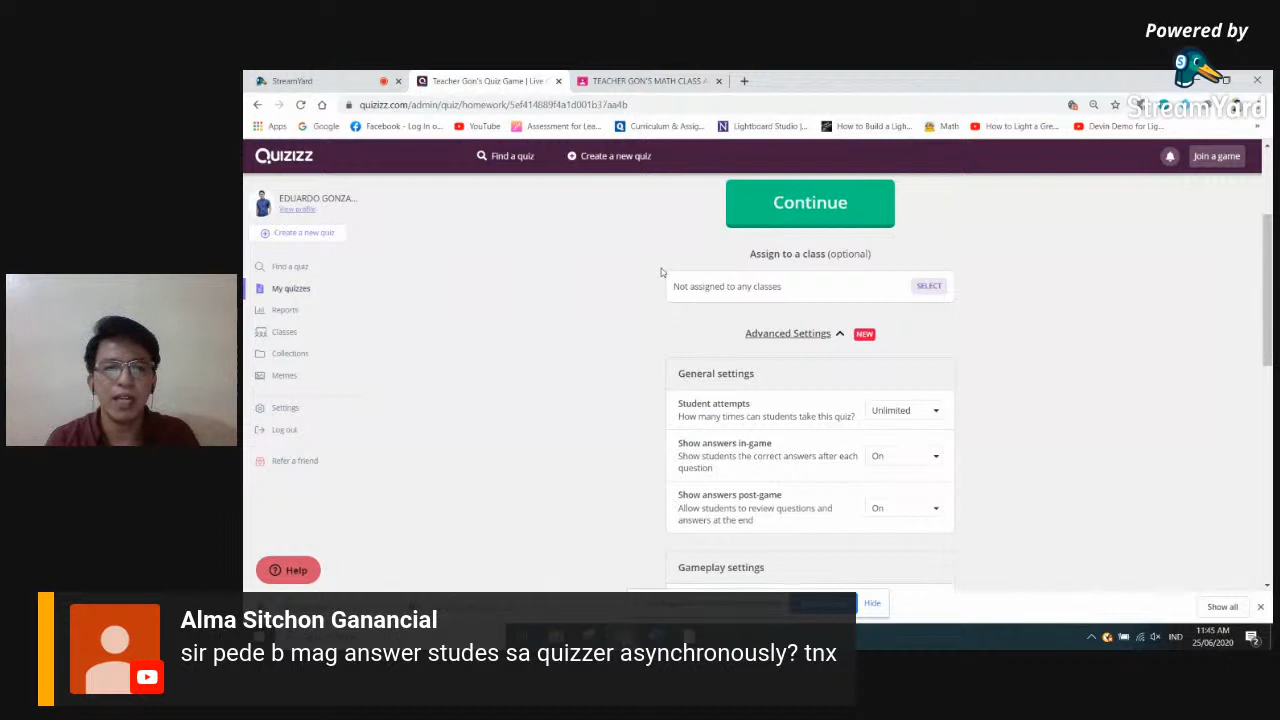 Powered by
StreamYard
StreamYard
Teacher Gon's Quiz Game | Live
TEACHER GON'S MATH CLASS
quizizz.com/admin/quiz/homework/5ef414889f4a1d001b37aa4b
Apps
Google
Facebook - Log In o...
YouTube
Assessment for Lea...
Curriculum & Assig...
Lightboard Studio |...
How to Build a Ligh...
Math
How to Light a Gre...
Devin Demo for Lig...
QUIZIZZ
Find a quiz
Create a new quiz
Join a game
EDUARDO GONZA...
View profile
Create a new quiz
Find a quiz
My quizzes
Reports
Classes
Collections
Memes
Settings
Log out
Refer a friend
Help
Continue
Assign to a class (optional)
Not assigned to any classes
SELECT
Advanced Settings
NEW
General settings
Student attempts
How many times can students take this quiz?
Unlimited
Show answers in-game
Show students the correct answers after each
question
On
Show answers post-game
Allow students to review questions and
answers at the end
On
Gameplay settings
Hide
Show all
IND
11:45 AM
25/06/2020
Alma Sitchon Ganancial
sir pede b mag answer studes sa quizzer asynchronously? tnx